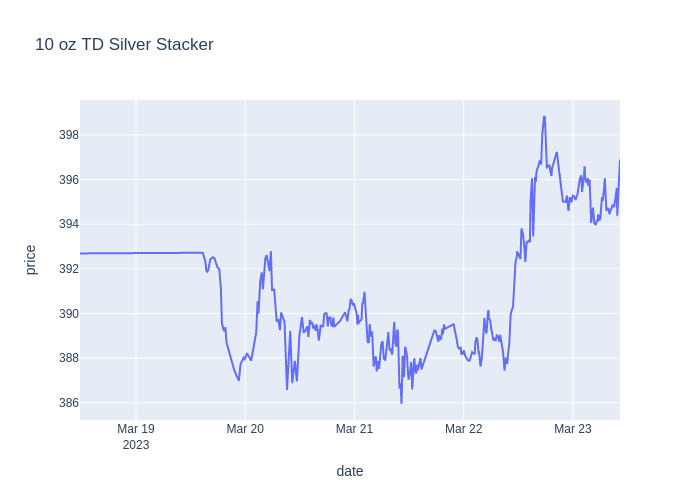 10 oz TD Silver Stacker
398
396
394
392
390
388
386
price
Mar 19
2023
Mar 20
Mar 21
Mar 22
Mar 23
date